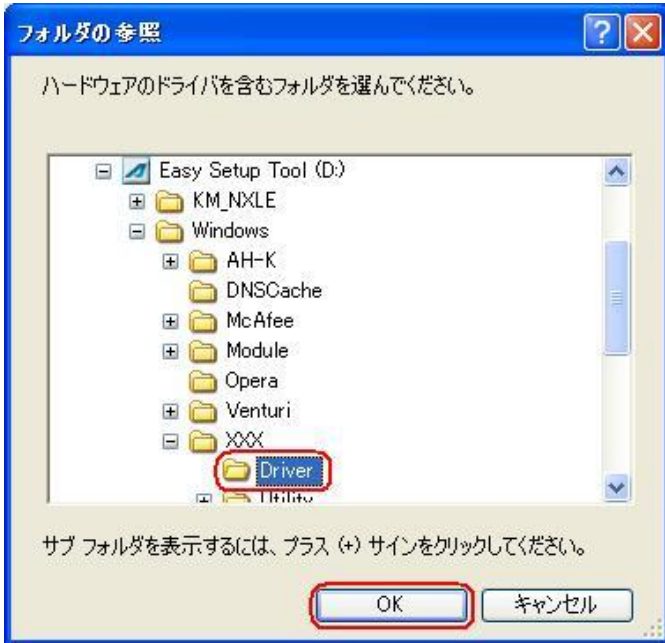 フォルダの参照
ハードウェアのドライバを含むフォルダを選んでください。
Easy Setup Tool (D:)
KM_NXLE
Windows
AH-K
DNSCache
McAfee
Module
Opera
Venturi
XXX
Driver
Utility
サブ フォルダを表示するには、プラス (+) サインをクリックしてください。
OK キャンセル